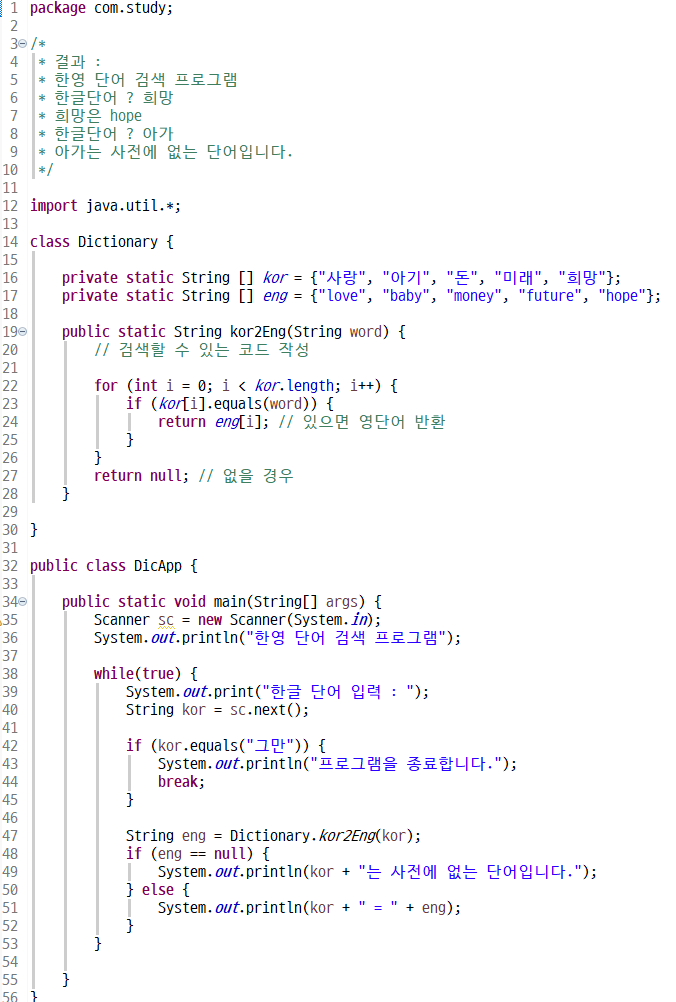 1 package com.study;
2
3 /*
4  * 결과 :
5  * 한영 단어 검색 프로그램
6  * 한글단어 ? 희망
7  * 희망은 hope
8  * 한글단어 ? 아가
9  * 아가는 사전에 없는 단어입니다.
10  */
11
12 import java.util.*;
13
14 class Dictionary {
15
16     private static String [] kor = {"사랑", "아기", "돈", "미래", "희망"};
17     private static String [] eng = {"love", "baby", "money", "future", "hope"};
18
19     public static String kor2Eng(String word) {
20         // 검색할 수 있는 코드 작성
21
22         for (int i = 0; i < kor.length; i++) {
23             if (kor[i].equals(word)) {
24                 return eng[i]; // 있으면 영단어 반환
25             }
26         }
27         return null; // 없을 경우
28     }
29
30 }
31
32 public class DicApp {
33
34     public static void main(String[] args) {
35         Scanner sc = new Scanner(System.in);
36         System.out.println("한영 단어 검색 프로그램");
37
38         while(true) {
39             System.out.print("한글 단어 입력 : ");
40             String kor = sc.next();
41
42             if (kor.equals("그만")) {
43                 System.out.println("프로그램을 종료합니다.");
44                 break;
45             }
46
47             String eng = Dictionary.kor2Eng(kor);
48             if (eng == null) {
49                 System.out.println(kor + "는 사전에 없는 단어입니다.");
50             } else {
51                 System.out.println(kor + " = " + eng);
52             }
53         }
54
55     }
56 }